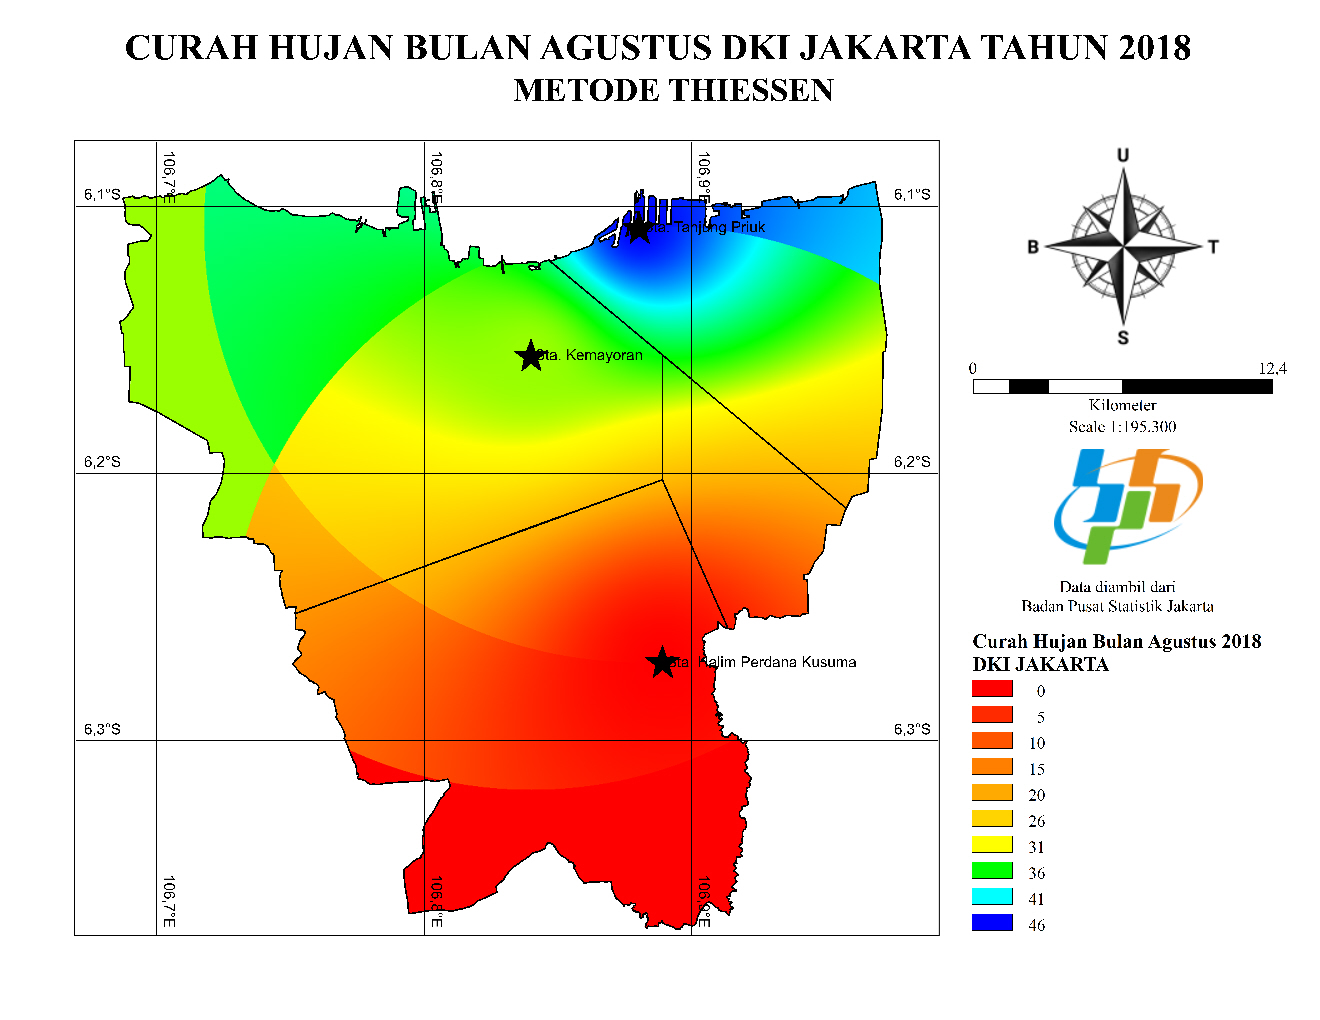 CURAH HUJAN BULAN AGUSTUS DKI JAKARTA TAHUN 2018
METODE THIESSEN
106,7°E
106,8°E
106,9°E
6,1°S
6,1°S
Sta. Tanjung Priuk
Sta. Kemayoran
6,2°S
6,2°S
Sta. Halim Perdana Kusuma
6,3°S
6,3°S
106,7°E
106,8°E
106,9°E
U
B
T
S
0
12.4
Kilometer
Scale 1:195.300
Data diambil dari
Badan Pusat Statistik Jakarta
Curah Hujan Bulan Agustus 2018
DKI JAKARTA
0
5
10
15
20
26
31
36
41
46